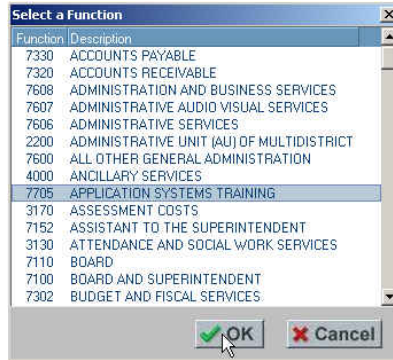 Select a Function
Function Description
7330 ACCOUNTS PAYABLE
7320 ACCOUNTS RECEIVABLE
7608 ADMINISTRATION AND BUSINESS SERVICES
7607 ADMINISTRATIVE AUDIO VISUAL SERVICES
7606 ADMINISTRATIVE SERVICES
2200 ADMINISTRATIVE UNIT (AU) OF MULTIDISTRICT
7600 ALL OTHER GENERAL ADMINISTRATION
4000 ANCILLARY SERVICES
7705 APPLICATION SYSTEMS TRAINING
3170 ASSESSMENT COSTS
7152 ASSISTANT TO THE SUPERINTENDENT
3130 ATTENDANCE AND SOCIAL WORK SERVICES
7110 BOARD
7100 BOARD AND SUPERINTENDENT
7302 BUDGET AND FISCAL SERVICES
OK Cancel